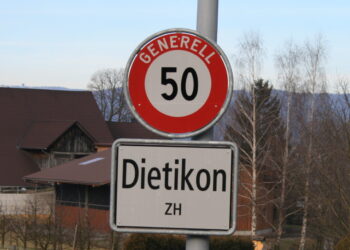 GENERELL
50
Dietikon
ZH